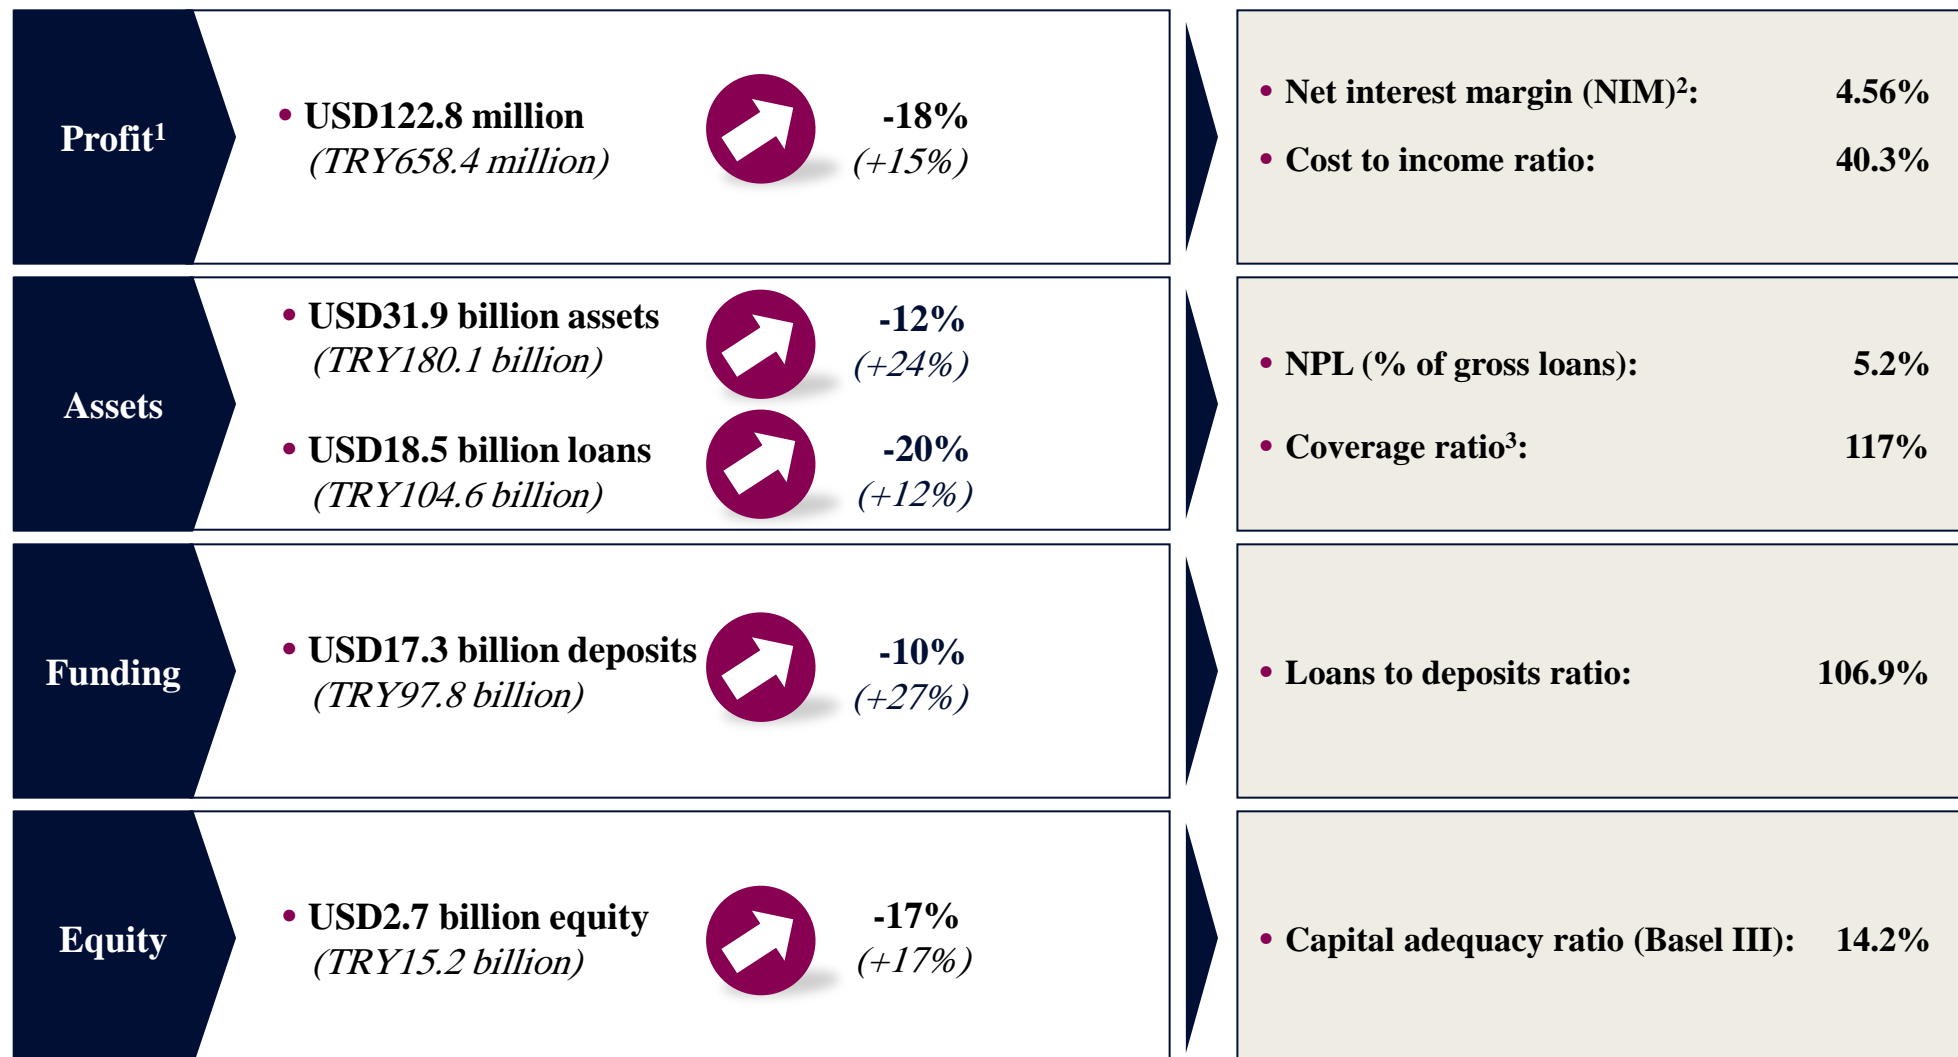 Profit¹
• USD122.8 million
(TRY658.4 million)
-18%
(+15%)
• Net interest margin (NIM)²: 4.56%
• Cost to income ratio: 40.3%
Assets
• USD31.9 billion assets
(TRY180.1 billion)
-12%
(+24%)
• USD18.5 billion loans
(TRY104.6 billion)
-20%
(+12%)
• NPL (% of gross loans): 5.2%
• Coverage ratio³: 117%
Funding
• USD17.3 billion deposits
(TRY97.8 billion)
-10%
(+27%)
• Loans to deposits ratio: 106.9%
Equity
• USD2.7 billion equity
(TRY15.2 billion)
-17%
(+17%)
• Capital adequacy ratio (Basel III): 14.2%